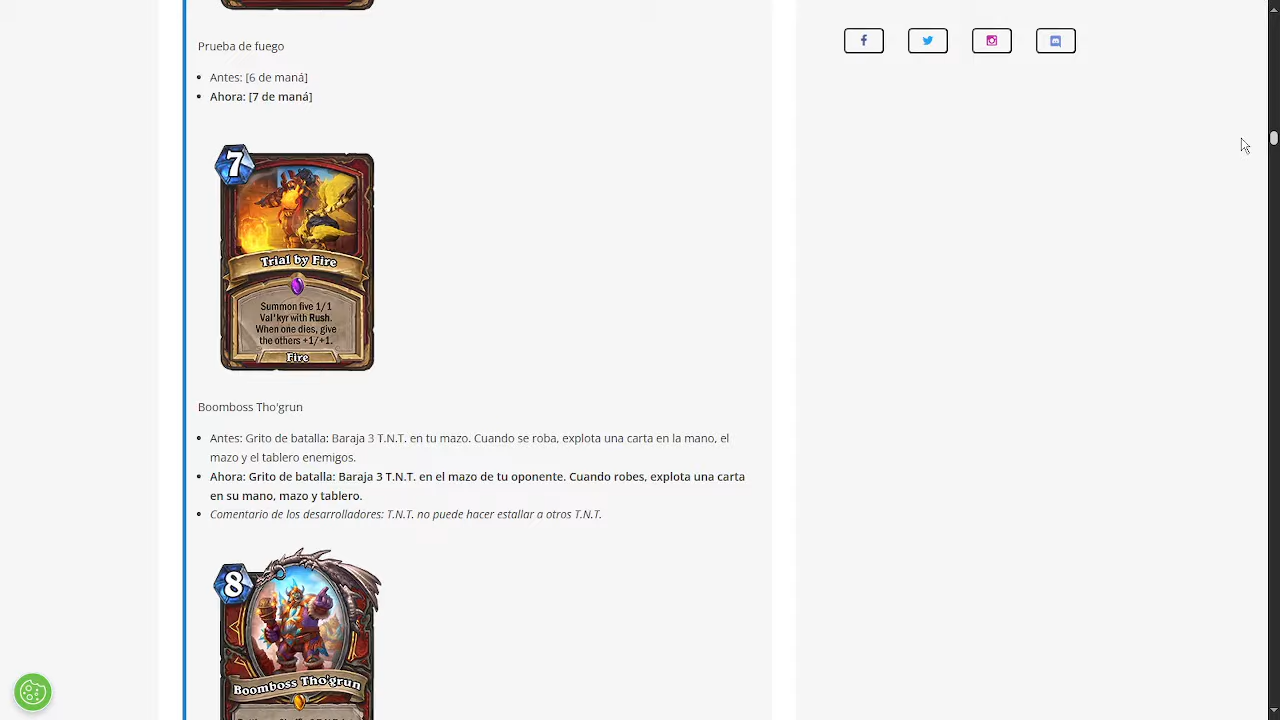 Prueba de fuego
Antes: [6 de maná]
Ahora: [7 de maná]
7
Trial by Fire
Summon five 1/1
Val'kyr with Rush.
When one dies, give
the others +1/+1.
Fire
Boomboss Tho'grun
Antes: Grito de batalla: Baraja 3 T.N.T. en tu mazo. Cuando se roba, explota una carta en la mano, el
mazo y el tablero enemigos.
Ahora: Grito de batalla: Baraja 3 T.N.T. en el mazo de tu oponente. Cuando robes, explota una carta
en su mano, mazo y tablero.
Comentario de los desarrolladores: T.N.T. no puede hacer estallar a otros T.N.T.
8
Boomboss Tho'grun